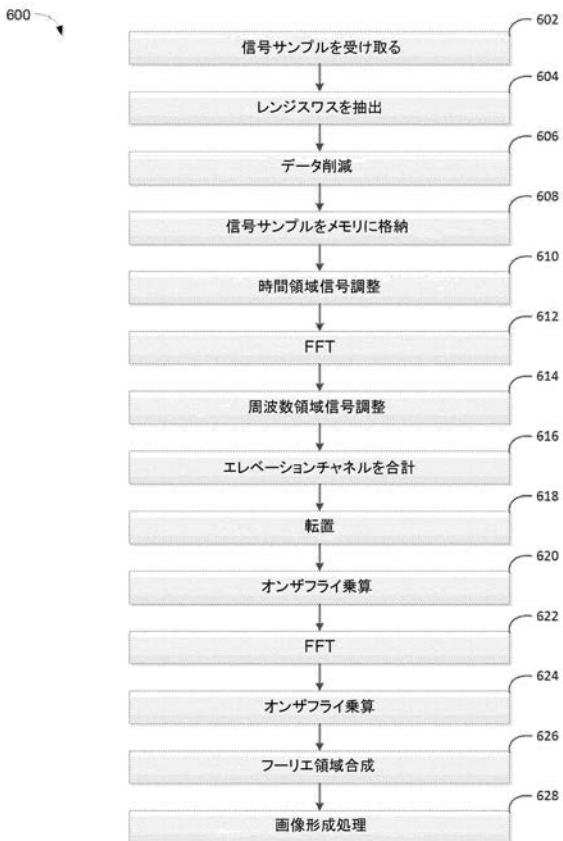 600
602
信号サンプルを受け取る
604
レンジスワスを抽出
606
データ削減
608
信号サンプルをメモリに格納
610
時間領域信号調整
612
FFT
614
周波数領域信号調整
616
エレベーションチャネルを合計
618
転置
620
オンザフライ乗算
622
FFT
624
オンザフライ乗算
626
フーリエ領域合成
628
画像形成処理